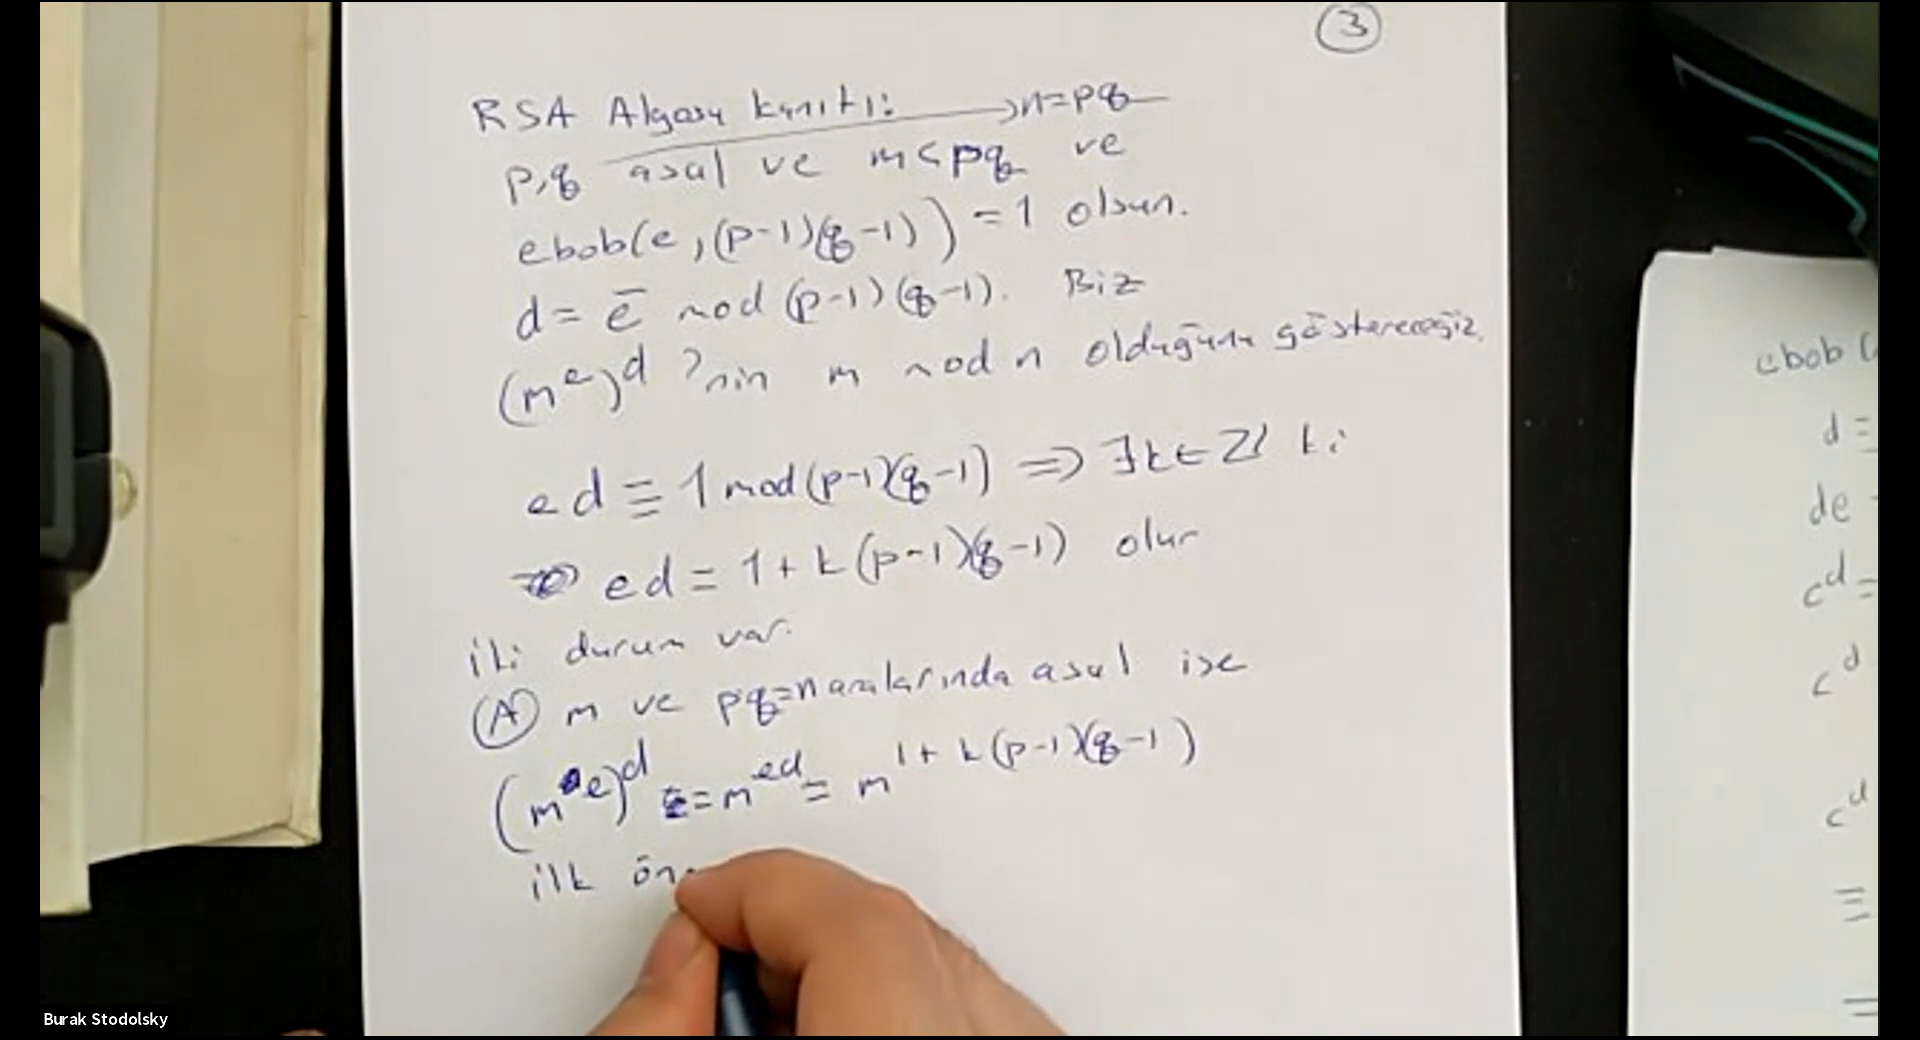 3
RSA Algosu kanıtı: → n=pq
p,q asal ve m<pq ve
ebob(e,(p-1)(q-1))=1 olsun.
d = ē mod (p-1)(q-1). Biz
(m^e)^d 'nin m mod n olduğunu göstereceğiz.
ed ≡ 1 mod(p-1)(q-1) ⇒ ∃k∈ℤ ki
ed = 1+k(p-1)(q-1) olur
iki durum var.
(A) m ve pq=n aralarında asal ise
(m^e)^d = m^ed = m^1+k(p-1)(q-1)
ilk
ebob(
d =
de
c^d =
c^d
c^d
≡
=
Burak Stodolsky